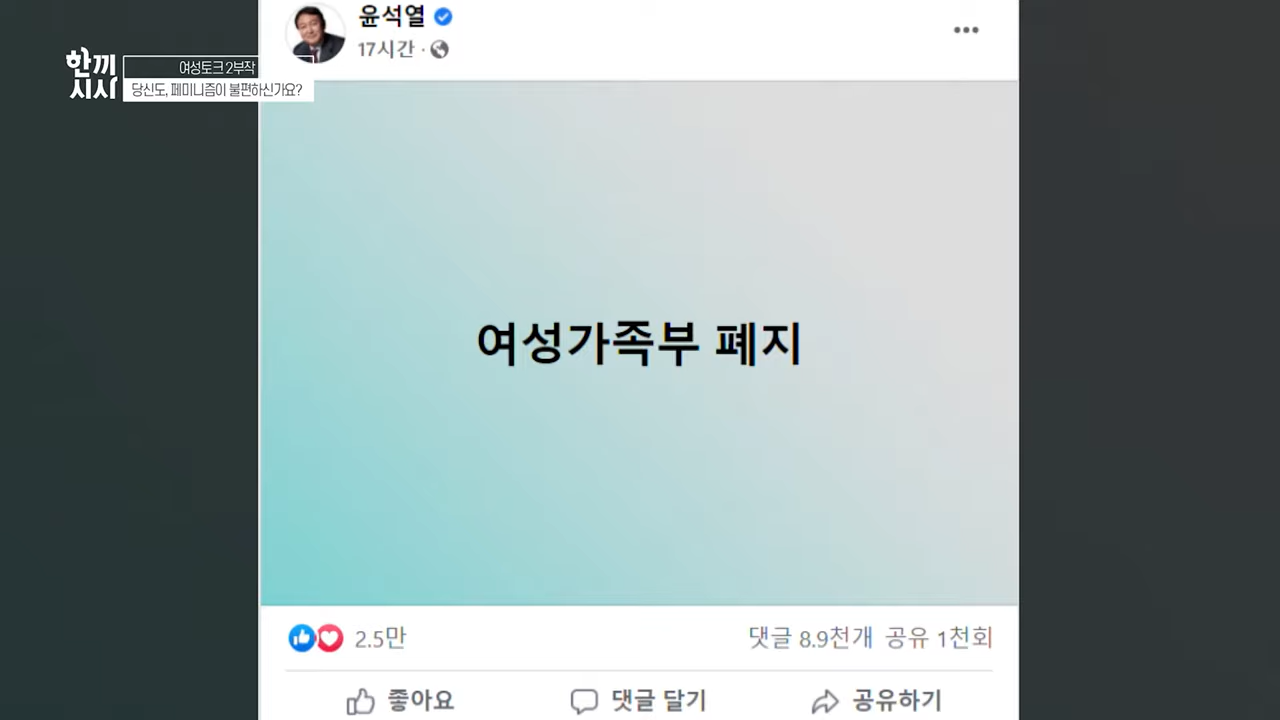 윤석열
17시간 ·
한끼
시사
여성토크 2부작
당신도, 페미니즘이 불편하신가요?
여성가족부 폐지
2.5만
댓글 8.9천개 공유 1천회
좋아요
댓글 달기
공유하기